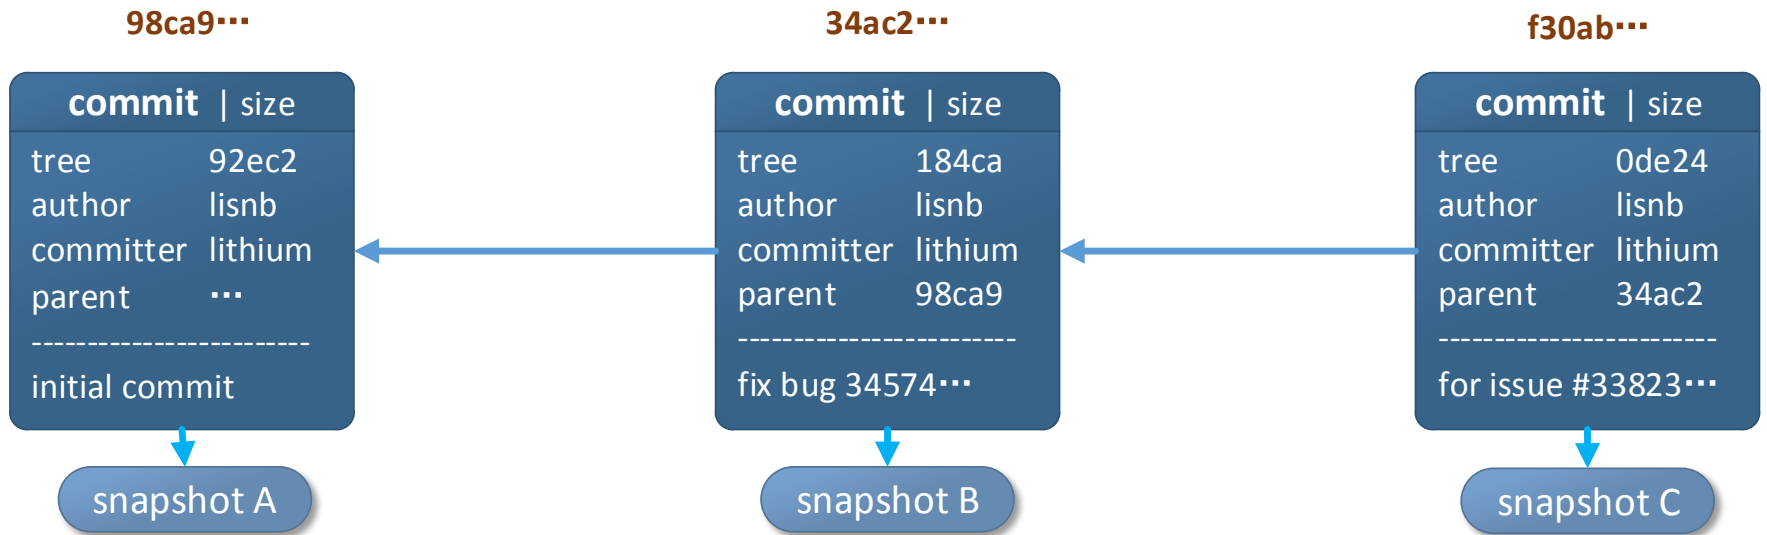 98ca9⋯
34ac2⋯
f30ab⋯
commit | size
tree 92ec2
author lisnb
committer lithium
parent ⋯
-------------------------
initial commit
snapshot A
commit | size
tree 184ca
author lisnb
committer lithium
parent 98ca9
-------------------------
fix bug 34574⋯
snapshot B
commit | size
tree 0de24
author lisnb
committer lithium
parent 34ac2
-------------------------
for issue #33823⋯
snapshot C